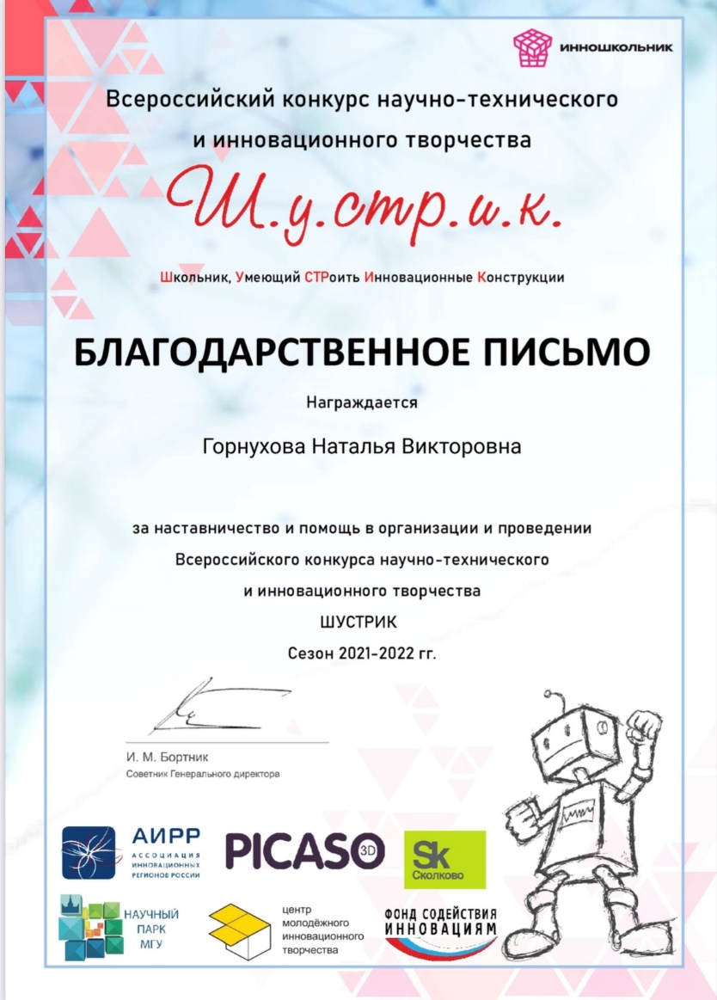 ИННОШКОЛЬНИК
Всероссийский конкурс научно-технического
и инновационного творчества
Ш.у.стр.и.к.
Школьник, Умеющий СТРоить Инновационные Конструкции
БЛАГОДАРСТВЕННОЕ ПИСЬМО
Награждается
Горнухова Наталья Викторовна
за наставничество и помощь в организации и проведении
Всероссийского конкурса научно-технического
и инновационного творчества
ШУСТРИК
Сезон 2021-2022 гг.
И. М. Бортник
Советник Генерального директора
АИРР
АССОЦИАЦИЯ
ИННОВАЦИОННЫХ
РЕГИОНОВ РОССИИ
PICASO 3D
Sk
Сколково
НАУЧНЫЙ
ПАРК
МГУ
центр
молодёжного
инновационного
творчества
ФОНД СОДЕЙСТВИЯ
ИННОВАЦИЯМ